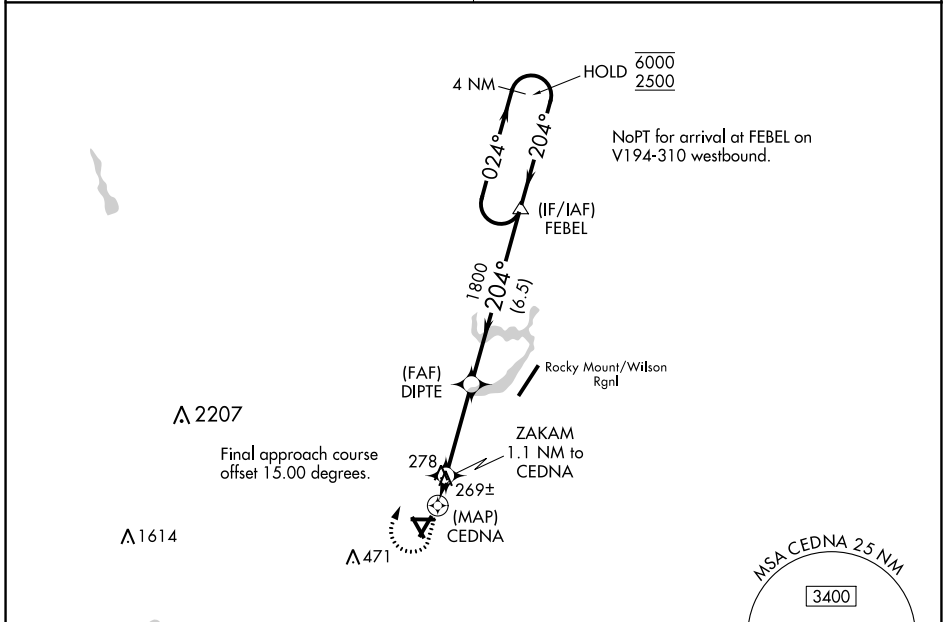 HOLD 6000
2500
4 NM
024°
204°
NoPT for arrival at FEBEL on
V194-310 westbound.
(IF/IAF)
FEBEL
1800
204°
(6.5)
(FAF)
DIPTE
Rocky Mount/Wilson
Rgnl
2207
Final approach course
offset 15.00 degrees.
ZAKAM
1.1 NM to
CEDNA
278
269±
(MAP)
CEDNA
1614
471
MSA CEDNA 25 NM
3400